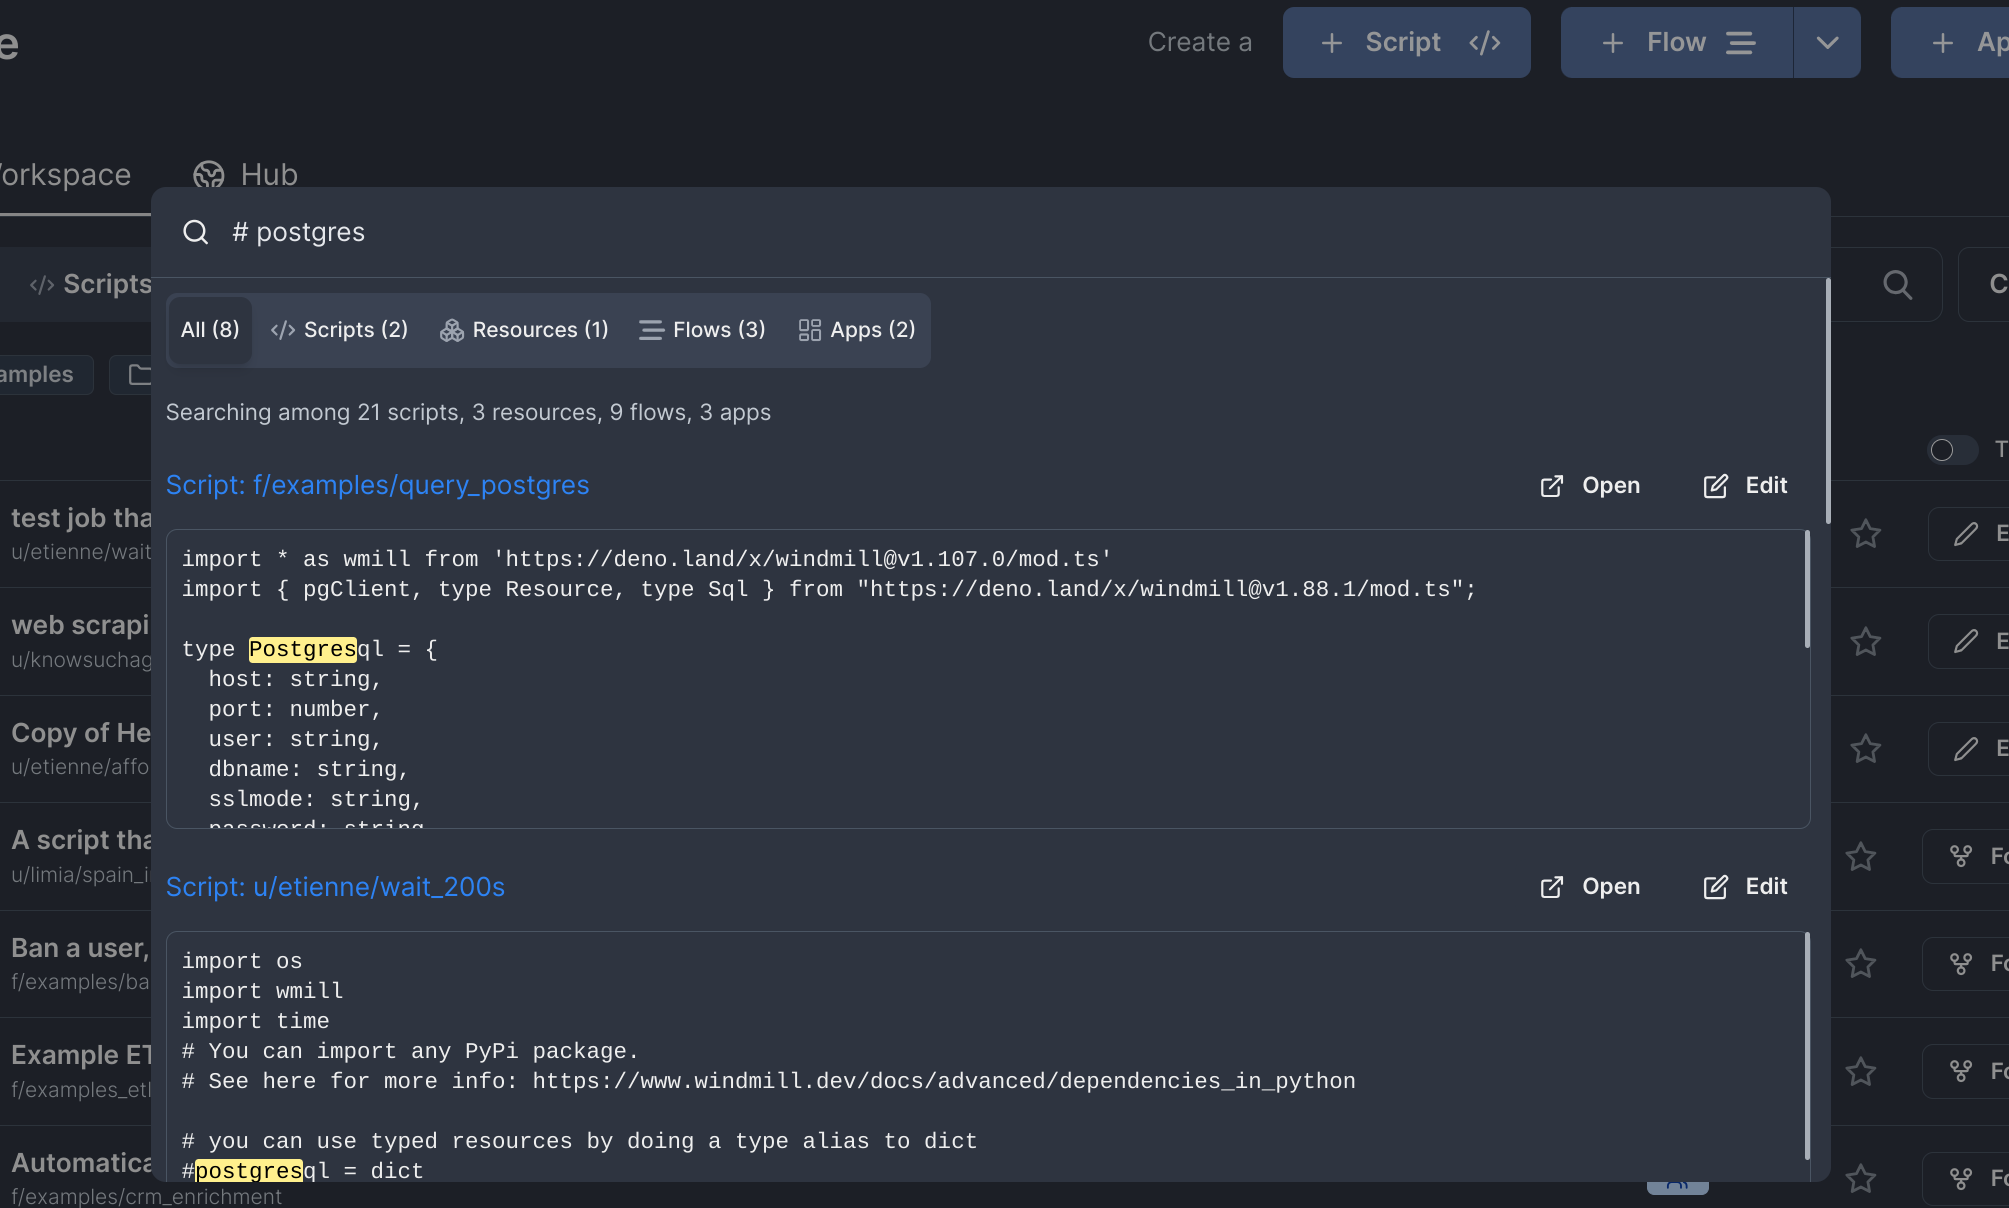 e
Create a
+ Script </>
+ Flow
+ Ap
orkspace
Hub
# postgres
</> Scripts
C
All (8)
</> Scripts (2)
Resources (1)
Flows (3)
Apps (2)
amples
Searching among 21 scripts, 3 resources, 9 flows, 3 apps
T
Script: f/examples/query_postgres
Open
Edit
import * as wmill from 'https://deno.land/x/windmill@v1.107.0/mod.ts'
import { pgClient, type Resource, type Sql } from "https://deno.land/x/windmill@v1.88.1/mod.ts";
type Postgresql = {
host: string,
port: number,
user: string,
dbname: string,
sslmode: string,
password: string
test job tha
u/etienne/wait
E
web scrapi
u/knowsuchag
E
Copy of He
u/etienne/affo
E
A script tha
u/limia/spain_i
Fo
Script: u/etienne/wait_200s
Open
Edit
import os
import wmill
import time
# You can import any PyPi package.
# See here for more info: https://www.windmill.dev/docs/advanced/dependencies_in_python
# you can use typed resources by doing a type alias to dict
#postgresql = dict
Ban a user,
f/examples/ba
Fo
Example ET
f/examples_etl
Fo
Automatica
f/examples/crm_enrichment
Fo